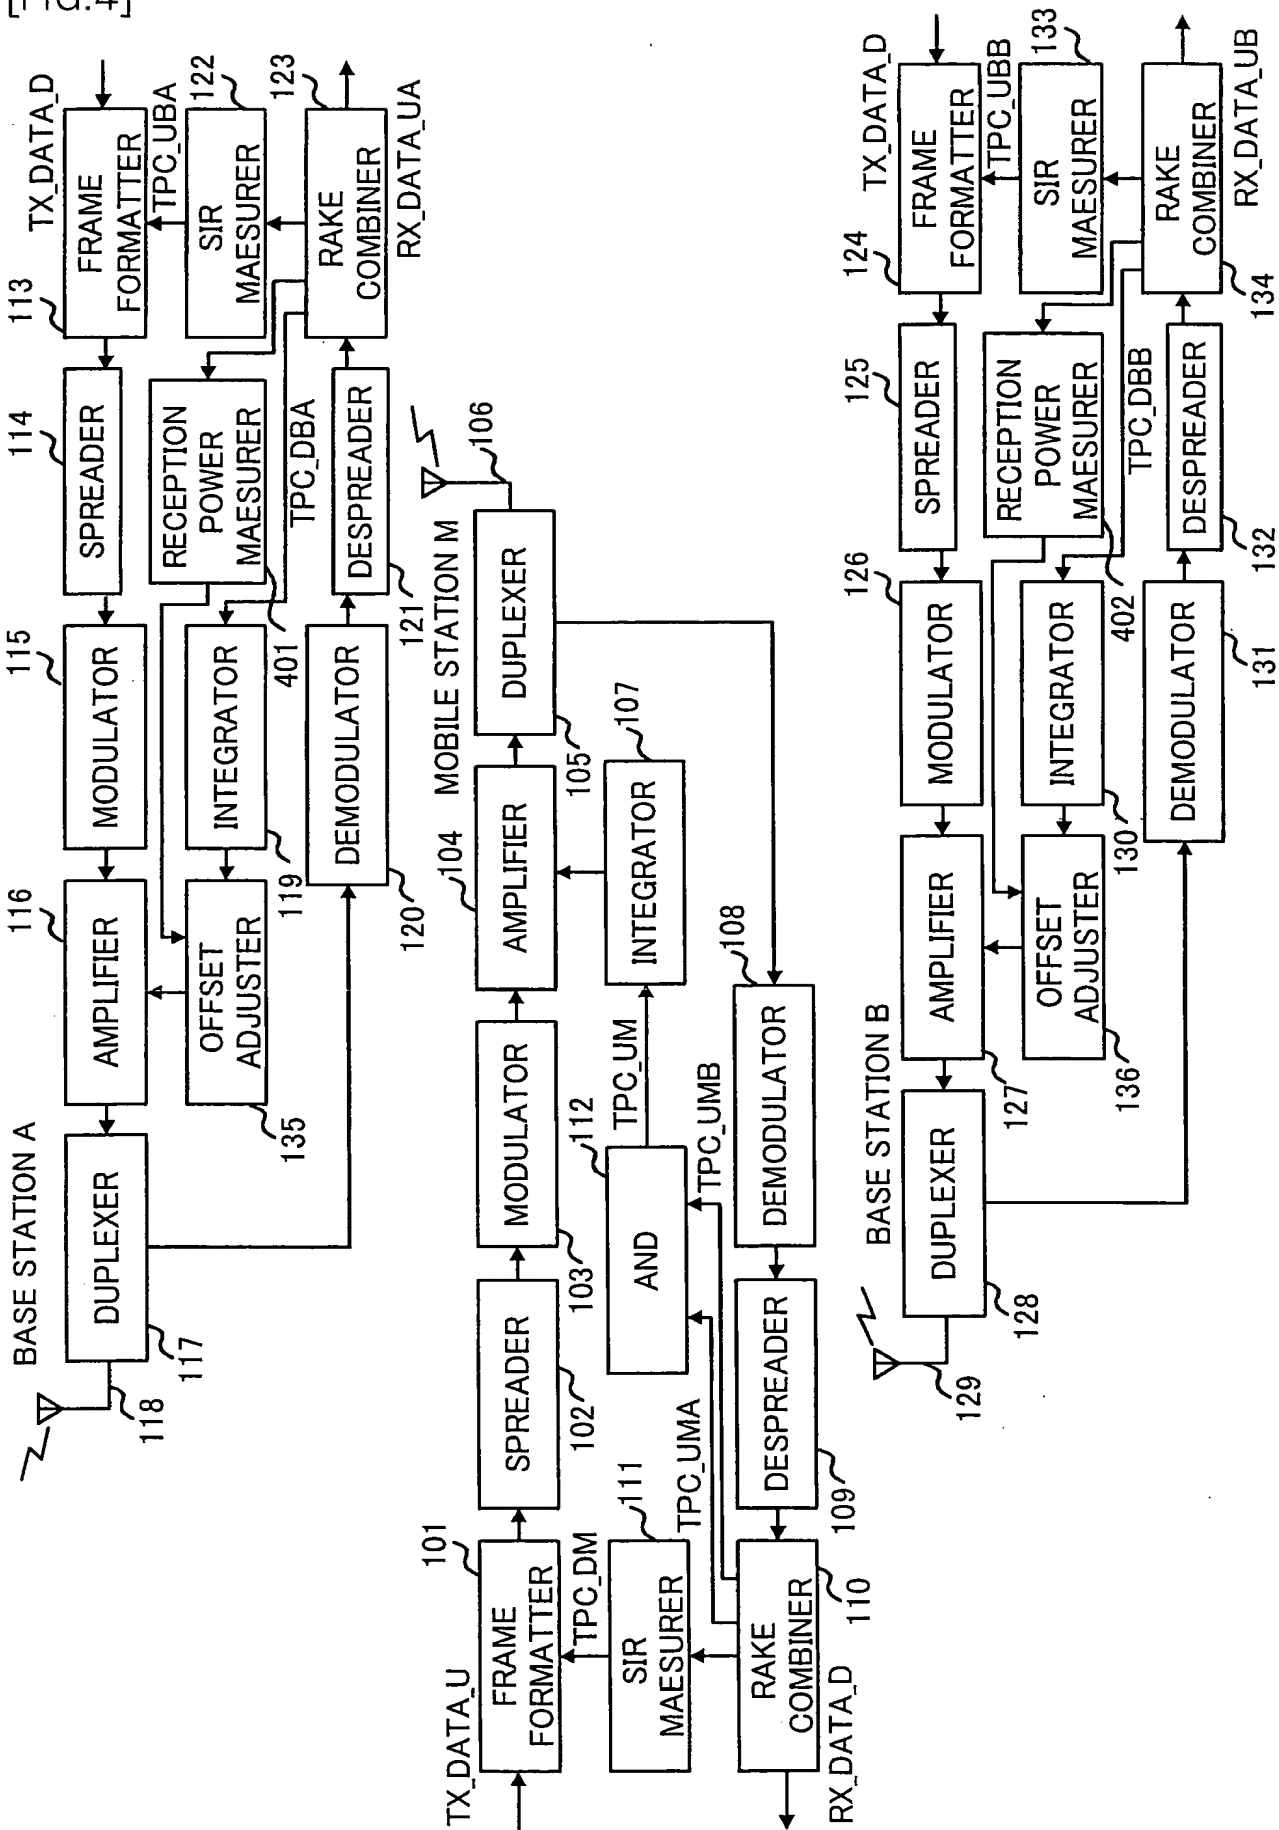 [FIG.4]
BASE STATION A
118
DUPLEXER
117
116
AMPLIFIER
115
MODULATOR
114
SPREADER
113
FRAME
FORMATTER
TX_DATA_D
TPC_UBA
OFFSET
ADJUSTER
135
INTEGRATOR
119
RECEPTION
POWER
MAESURER
401
TPC_DBA
SIR
MAESURER
122
DEMODULATOR
120
DESPREADER
121
RAKE
COMBINER
123
RX_DATA_UA
MOBILE STATION M
TX_DATA_U
101
FRAME
FORMATTER
TPC_DM
SPREADER
102
MODULATOR
103
104
AMPLIFIER
DUPLEXER
105
106
SIR
MAESURER
111
TPC_UMA
112
AND
TPC_UM
TPC_UMB
INTEGRATOR
107
RX_DATA_D
RAKE
COMBINER
110
DESPREADER
109
DEMODULATOR
108
BASE STATION B
129
DUPLEXER
128
AMPLIFIER
127
126
MODULATOR
125
SPREADER
124
FRAME
FORMATTER
TX_DATA_D
TPC_UBB
OFFSET
ADJUSTER
136
INTEGRATOR
130
RECEPTION
POWER
MAESURER
402
TPC_DBB
SIR
MAESURER
133
DEMODULATOR
131
DESPREADER
132
RAKE
COMBINER
134
RX_DATA_UB